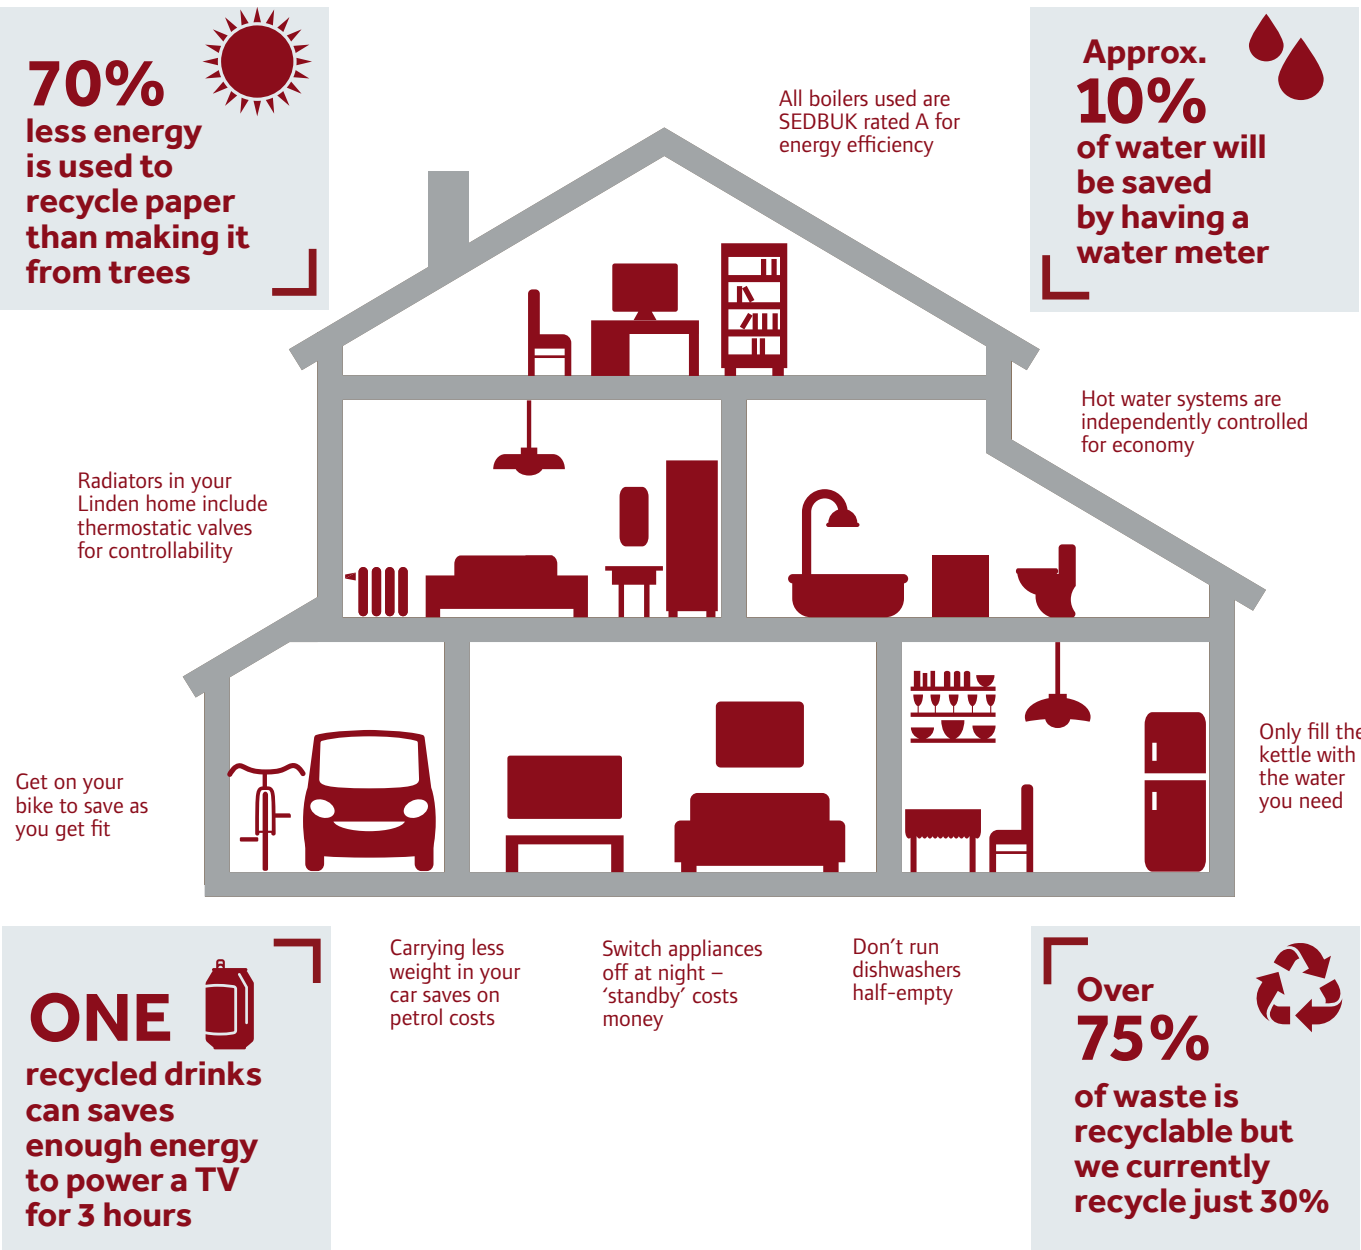 70%
less energy
is used to
recycle paper
than making it
from trees
Approx.
10%
of water will
be saved
by having a
water meter
All boilers used are
SEDBUK rated A for
energy efficiency
Hot water systems are
independently controlled
for economy
Radiators in your
Linden home include
thermostatic valves
for controllability
Only fill the
kettle with
the water
you need
Get on your
bike to save as
you get fit
Carrying less
weight in your
car saves on
petrol costs
Switch appliances
off at night –
‘standby’ costs
money
Don’t run
dishwashers
half-empty
ONE
recycled drinks
can saves
enough energy
to power a TV
for 3 hours
Over
75%
of waste is
recyclable but
we currently
recycle just 30%